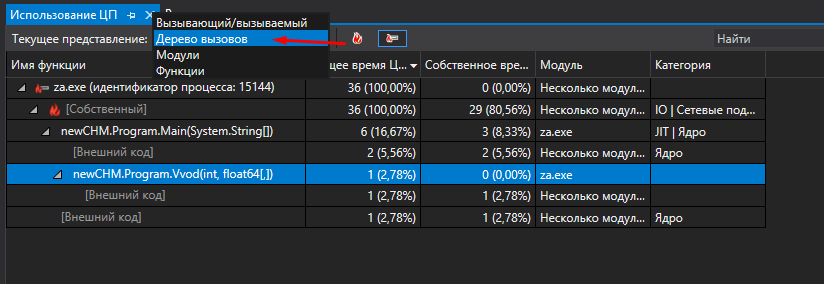 Использование ЦП
Вызывающий/вызываемый
Текущее представление: Дерево вызовов Найти
Модули
Функции
Имя функции щее время Ц... Собственное вре... Модуль Категория
za.exe (идентификатор процесса: 15144) 36 (100,00%) 0 (0,00%) Несколько модул...
[Собственный] 36 (100,00%) 29 (80,56%) Несколько модул... IO | Сетевые под...
newCHM.Program.Main(System.String[]) 6 (16,67%) 3 (8,33%) za.exe JIT | Ядро
[Внешний код] 2 (5,56%) 2 (5,56%) Несколько модул... Ядро
newCHM.Program.Vvod(int, float64[,]) 1 (2,78%) 0 (0,00%) za.exe
[Внешний код] 1 (2,78%) 1 (2,78%) Несколько модул...
[Внешний код] 1 (2,78%) 1 (2,78%) Несколько модул... Ядро